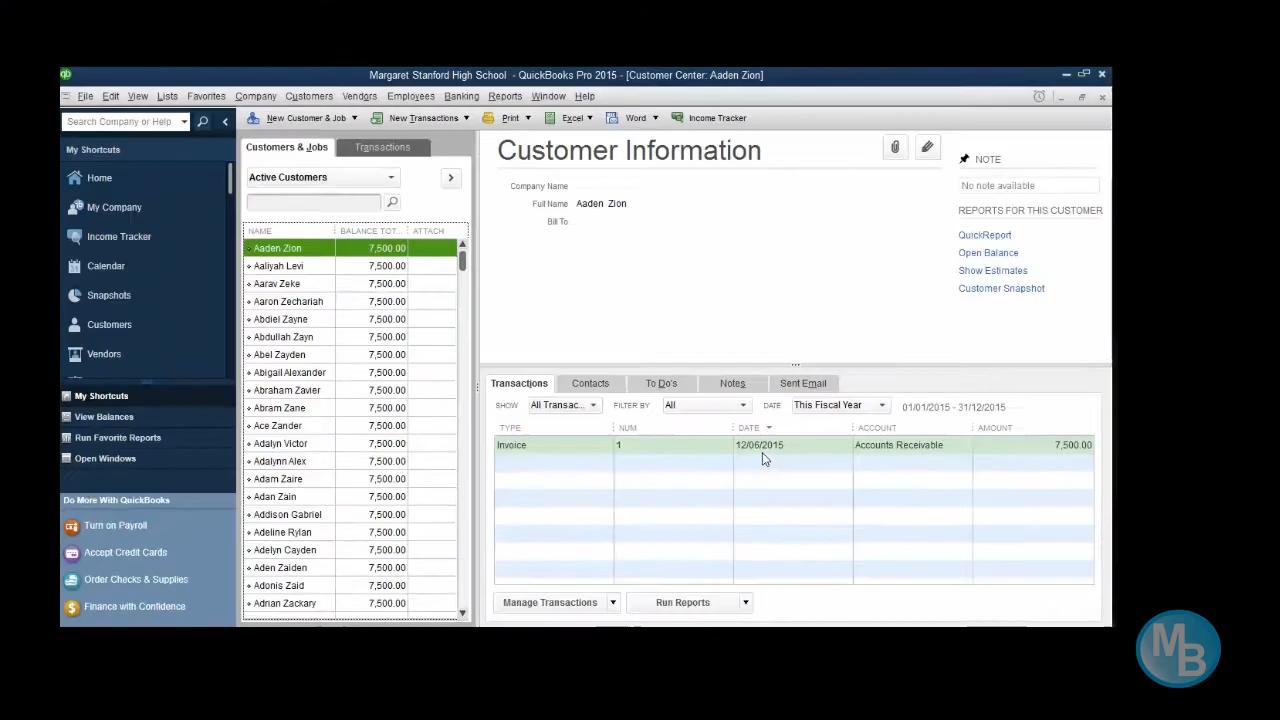 Margaret Stanford High School - QuickBooks Pro 2015 - [Customer Center: Aaden Zion]
File Edit View Lists Favorites Company Customers Vendors Employees Banking Reports Window Help
Search Company or Help
New Customer & Job New Transactions Print Excel Word Income Tracker
My Shortcuts
Home
My Company
Income Tracker
Calendar
Snapshots
Customers
Vendors
My Shortcuts
View Balances
Run Favorite Reports
Open Windows
Do More With QuickBooks
Turn on Payroll
Accept Credit Cards
Order Checks & Supplies
Finance with Confidence
Customers & Jobs Transactions
Active Customers
NAME BALANCE TOT... ATTACH
Aaden Zion 7,500.00
Aaliyah Levi 7,500.00
Aarav Zeke 7,500.00
Aaron Zechariah 7,500.00
Abdiel Zayne 7,500.00
Abdullah Zayn 7,500.00
Abel Zayden 7,500.00
Abigail Alexander 7,500.00
Abraham Zavier 7,500.00
Abram Zane 7,500.00
Ace Zander 7,500.00
Adalyn Victor 7,500.00
Adalynn Alex 7,500.00
Adam Zaire 7,500.00
Adan Zain 7,500.00
Addison Gabriel 7,500.00
Adeline Rylan 7,500.00
Adelyn Cayden 7,500.00
Aden Zaiden 7,500.00
Adonis Zaid 7,500.00
Adrian Zackary 7,500.00
Customer Information
Company Name
Full Name Aaden Zion
Bill To
NOTE
No note available
REPORTS FOR THIS CUSTOMER
QuickReport
Open Balance
Show Estimates
Customer Snapshot
Transactions Contacts To Do's Notes Sent Email
SHOW All Transac... FILTER BY All DATE This Fiscal Year 01/01/2015 - 31/12/2015
TYPE NUM DATE ACCOUNT AMOUNT
Invoice 1 12/06/2015 Accounts Receivable 7,500.00
Manage Transactions Run Reports
MB